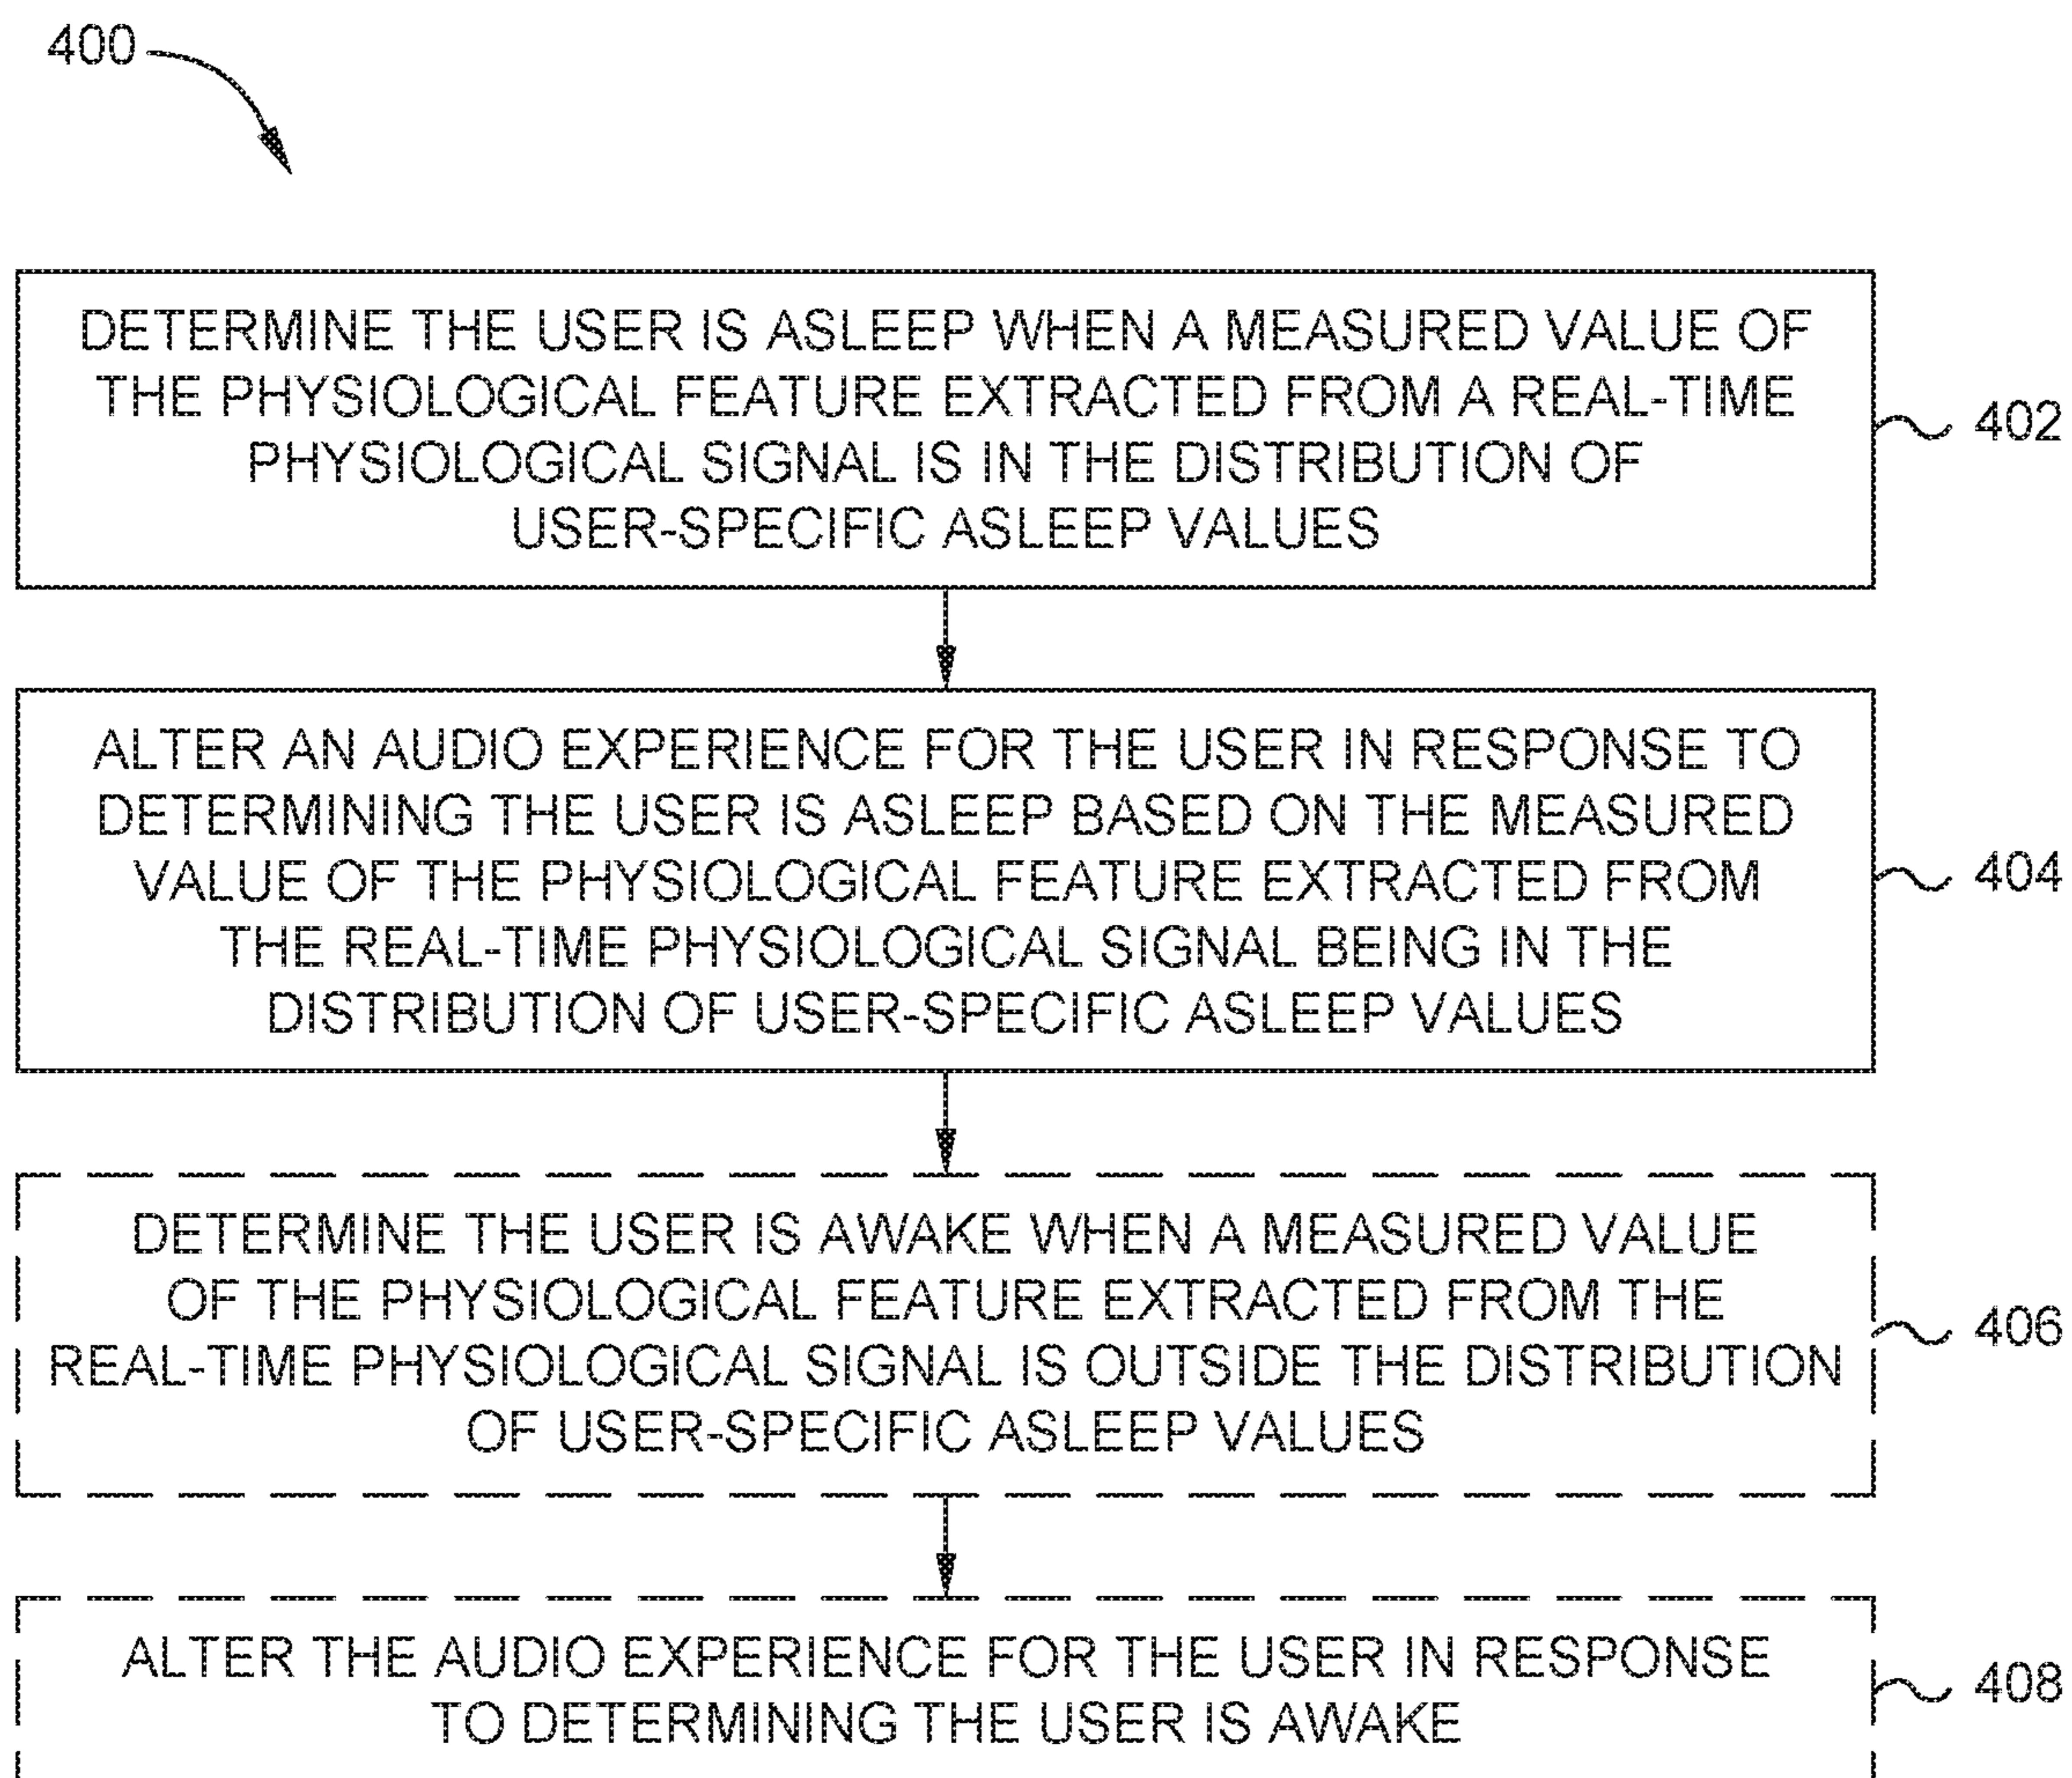 400
DETERMINE THE USER IS ASLEEP WHEN A MEASURED VALUE OF
THE PHYSIOLOGICAL FEATURE EXTRACTED FROM A REAL-TIME
PHYSIOLOGICAL SIGNAL IS IN THE DISTRIBUTION OF
USER-SPECIFIC ASLEEP VALUES
402
ALTER AN AUDIO EXPERIENCE FOR THE USER IN RESPONSE TO
DETERMINING THE USER IS ASLEEP BASED ON THE MEASURED
VALUE OF THE PHYSIOLOGICAL FEATURE EXTRACTED FROM
THE REAL-TIME PHYSIOLOGICAL SIGNAL BEING IN THE
DISTRIBUTION OF USER-SPECIFIC ASLEEP VALUES
404
DETERMINE THE USER IS AWAKE WHEN A MEASURED VALUE
OF THE PHYSIOLOGICAL FEATURE EXTRACTED FROM THE
REAL-TIME PHYSIOLOGICAL SIGNAL IS OUTSIDE THE DISTRIBUTION
OF USER-SPECIFIC ASLEEP VALUES
406
ALTER THE AUDIO EXPERIENCE FOR THE USER IN RESPONSE
TO DETERMINING THE USER IS AWAKE
408